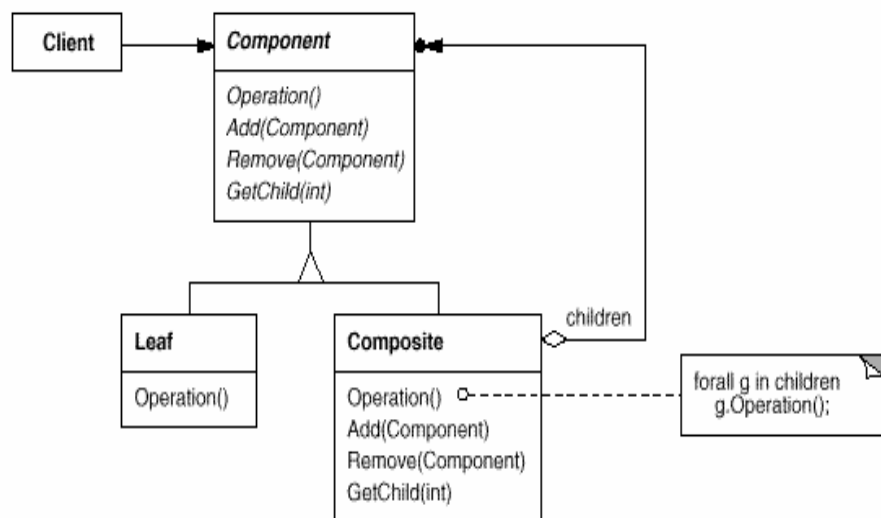 Client
Component
Operation()
Add(Component)
Remove(Component)
GetChild(int)
Leaf
Operation()
Composite
Operation()
Add(Component)
Remove(Component)
GetChild(int)
children
forall g in children
g.Operation();